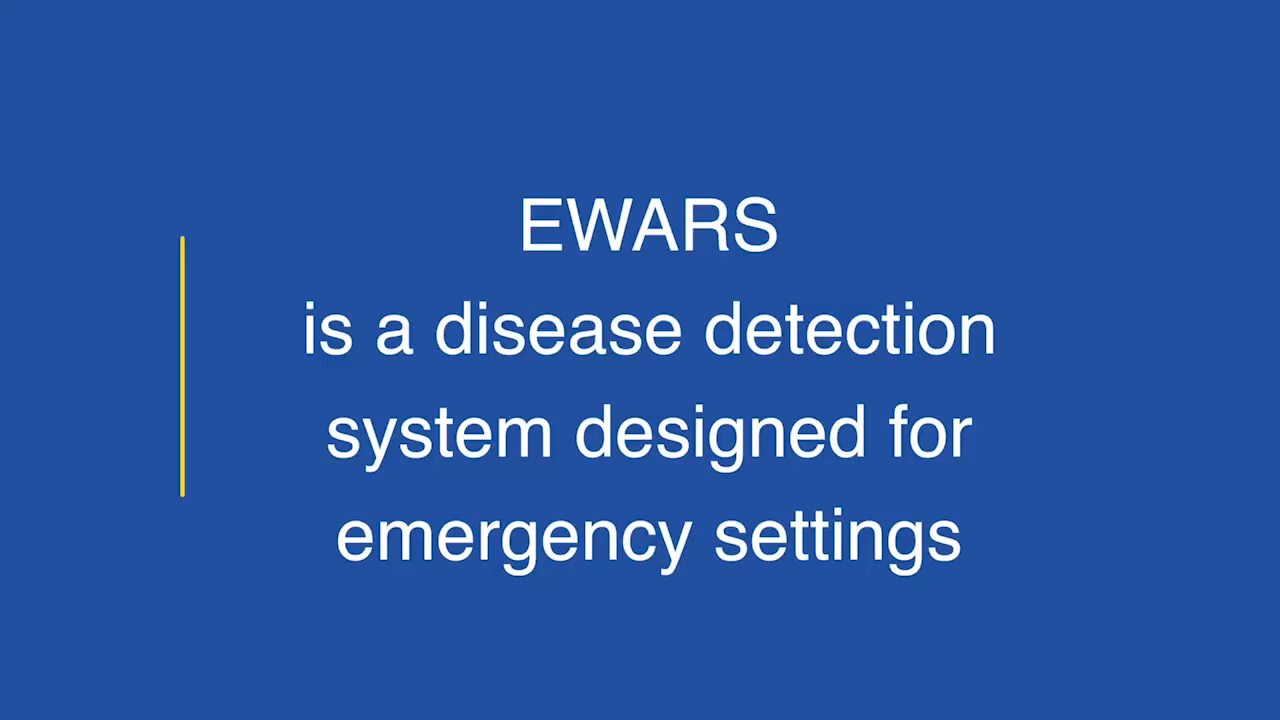 EWARS
is a disease detection
system designed for
emergency settings